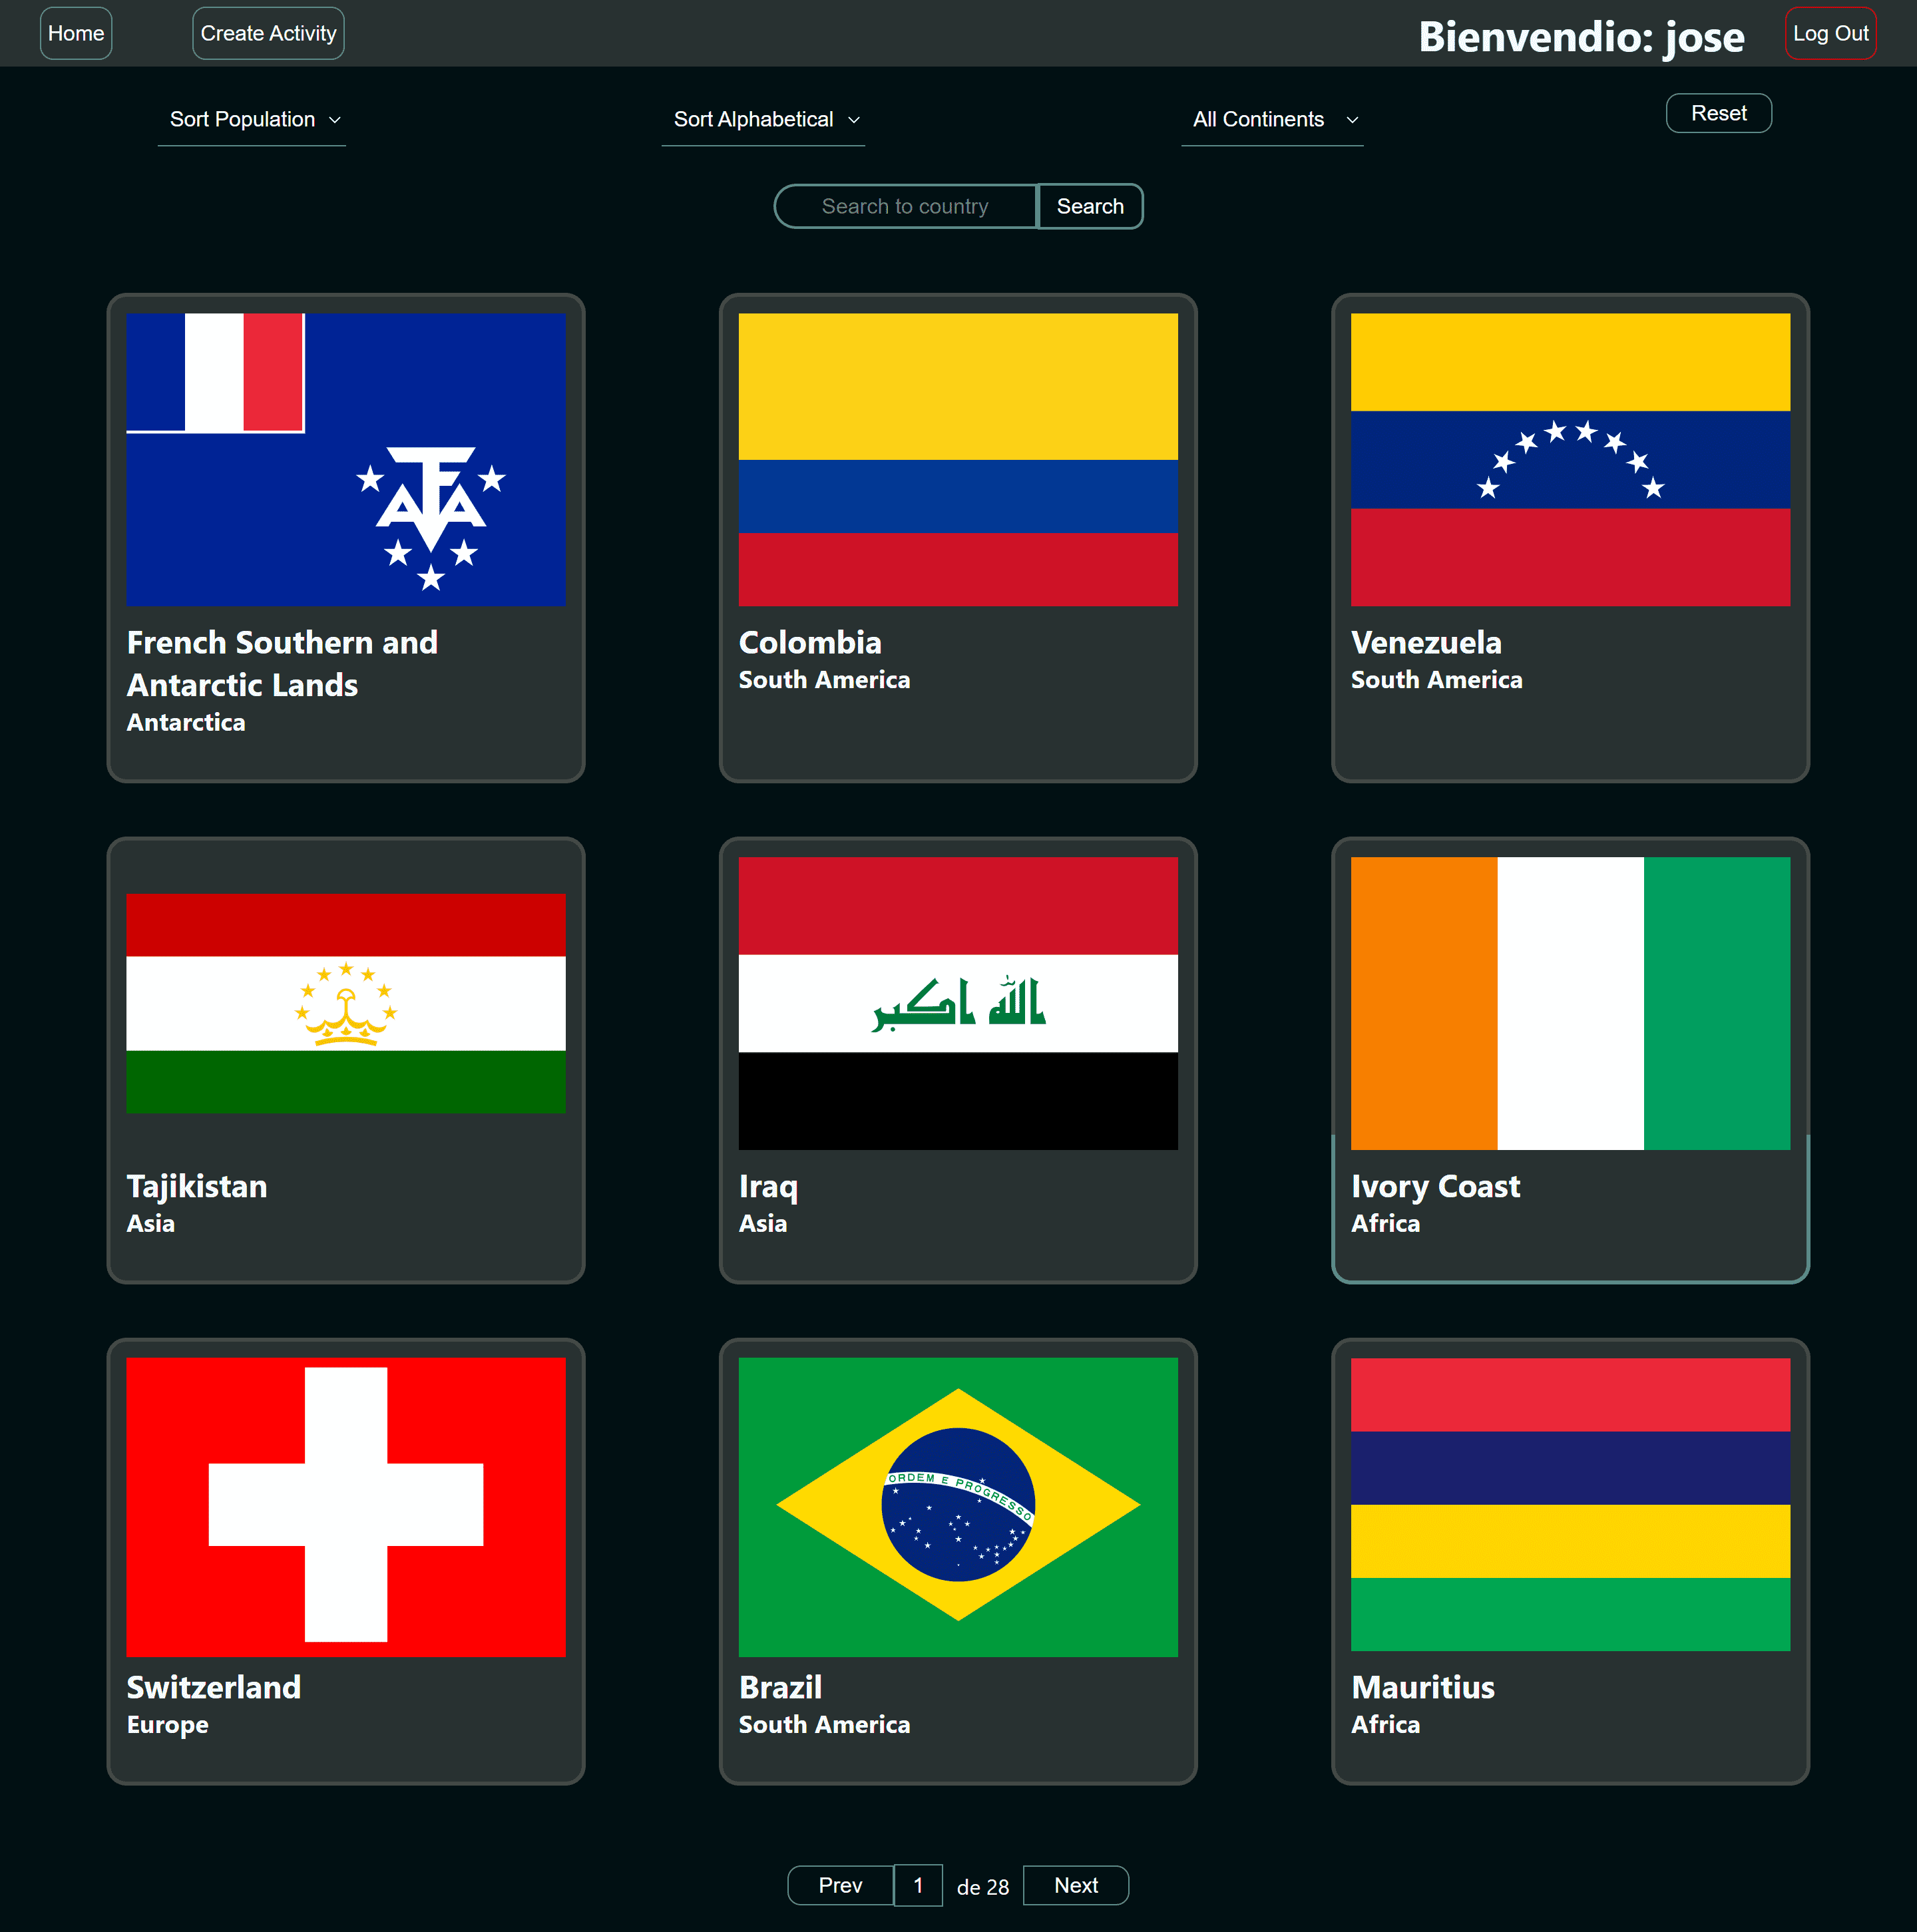 Home
Create Activity
Bienvendio: jose
Log Out
Sort Population
Sort Alphabetical
All Continents
Reset
Search to country
Search
French Southern and
Antarctic Lands
Antarctica
Colombia
South America
Venezuela
South America
Tajikistan
Asia
الله اكبر
Iraq
Asia
Ivory Coast
Africa
Switzerland
Europe
ORDEM E PROGRESSO
Brazil
South America
Mauritius
Africa
Prev
1
de 28
Next